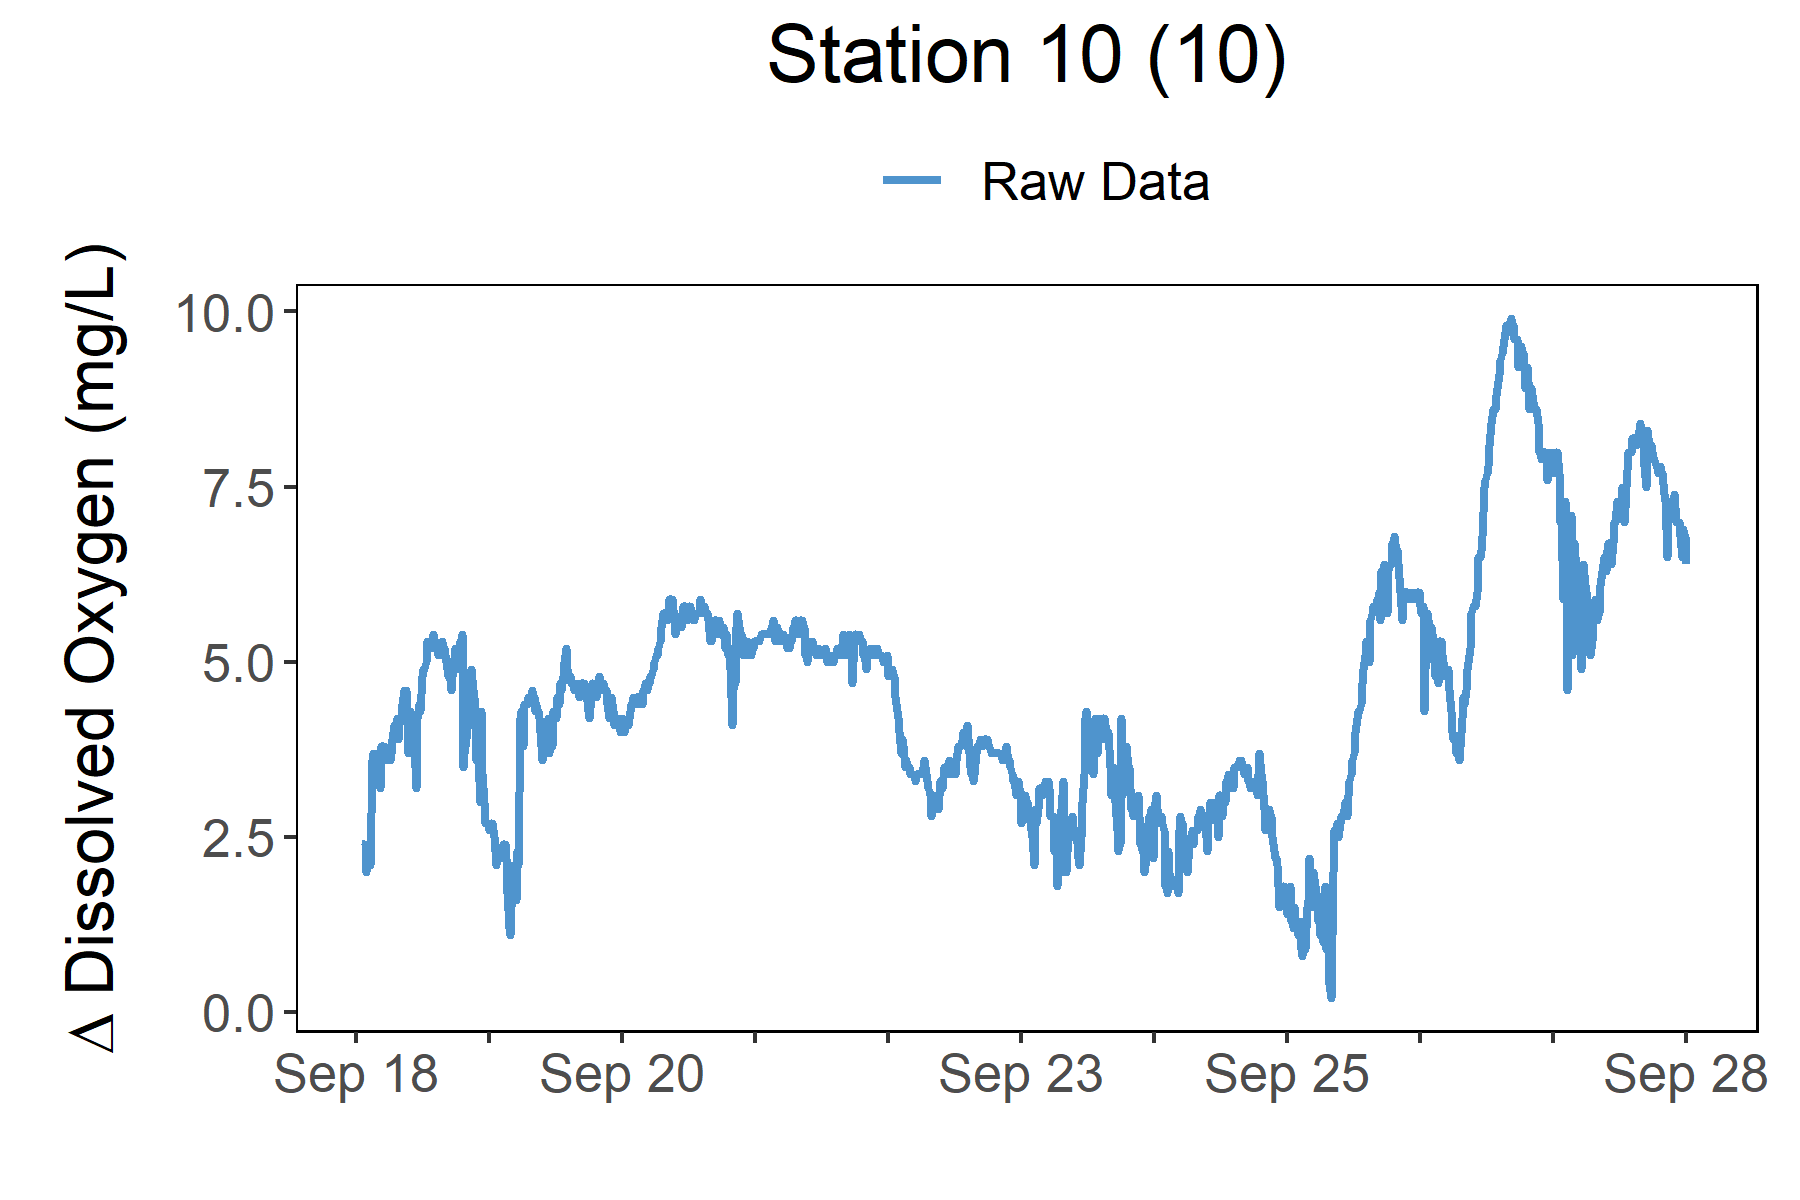 Station 10 (10)
Raw Data
Δ Dissolved Oxygen (mg/L)
10.0
7.5
5.0
2.5
0.0
Sep 18 Sep 20 Sep 23 Sep 25 Sep 28